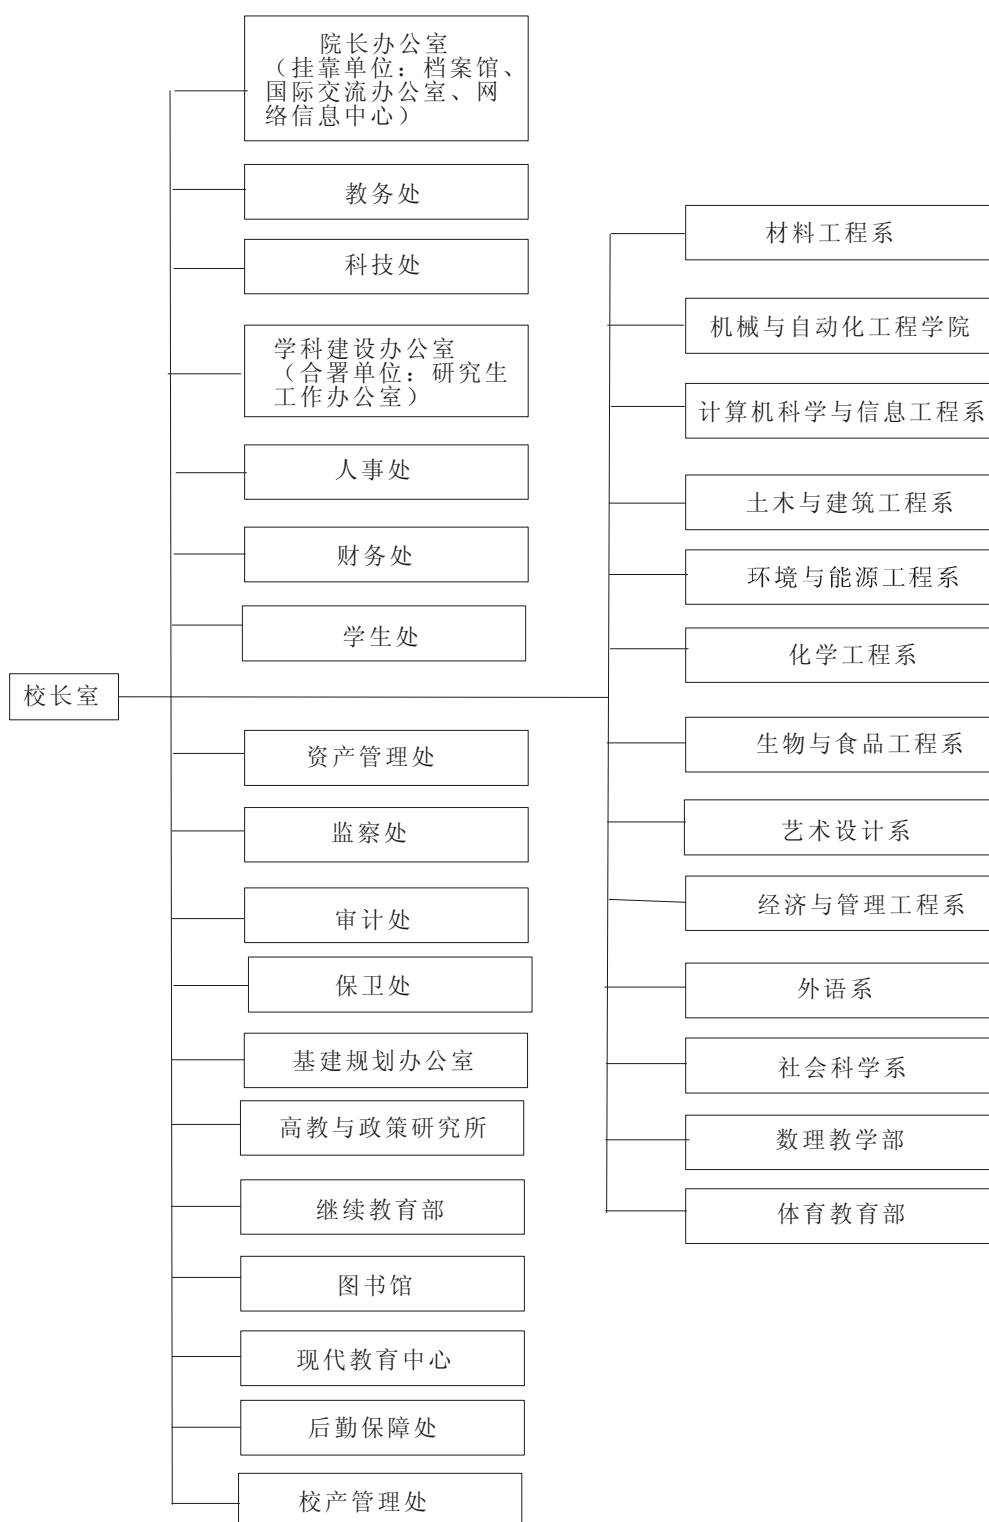 院长办公室
（挂靠单位：档案馆、
国际交流办公室、网
络信息中心）
教务处
科技处
学科建设办公室
（合署单位：研究生
工作办公室）
人事处
财务处
学生处
校长室
资产管理处
监察处
审计处
保卫处
基建规划办公室
高教与政策研究所
继续教育部
图书馆
现代教育中心
后勤保障处
校产管理处
材料工程系
机械与自动化工程学院
计算机科学与信息工程系
土木与建筑工程系
环境与能源工程系
化学工程系
生物与食品工程系
艺术设计系
经济与管理工程系
外语系
社会科学系
数理教学部
体育教育部